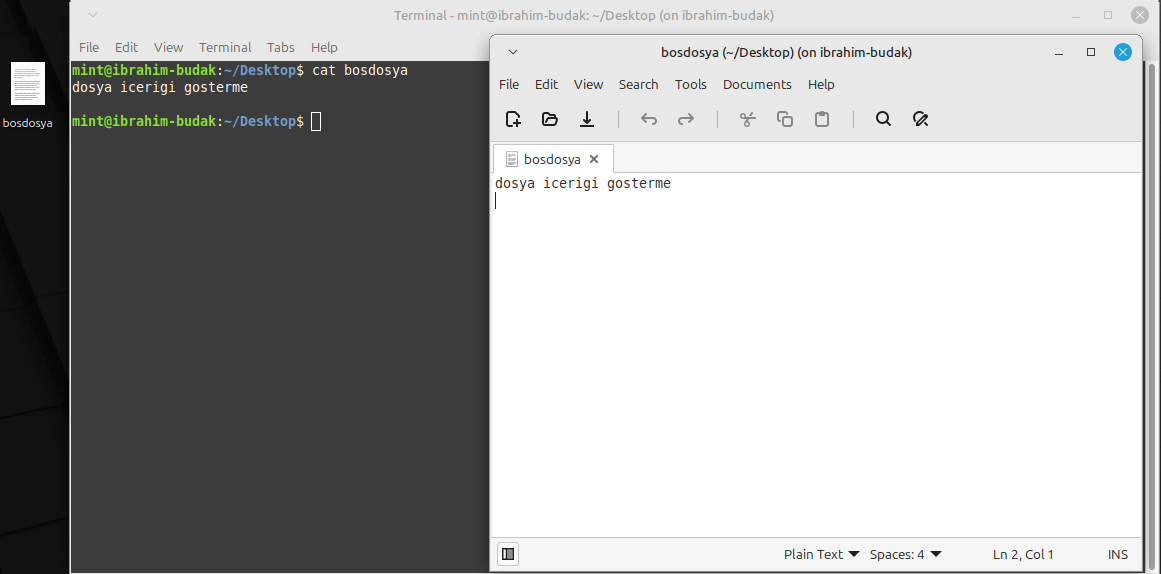 Terminal - mint@ibrahim-budak: ~/Desktop (on ibrahim-budak)
File Edit View Terminal Tabs Help
mint@ibrahim-budak:~/Desktop$ cat bosdosya
dosya icerigi gosterme
mint@ibrahim-budak:~/Desktop$
bosdosya
bosdosya (~/Desktop) (on ibrahim-budak)
File Edit View Search Tools Documents Help
bosdosya
dosya icerigi gosterme
Plain Text Spaces: 4 Ln 2, Col 1 INS